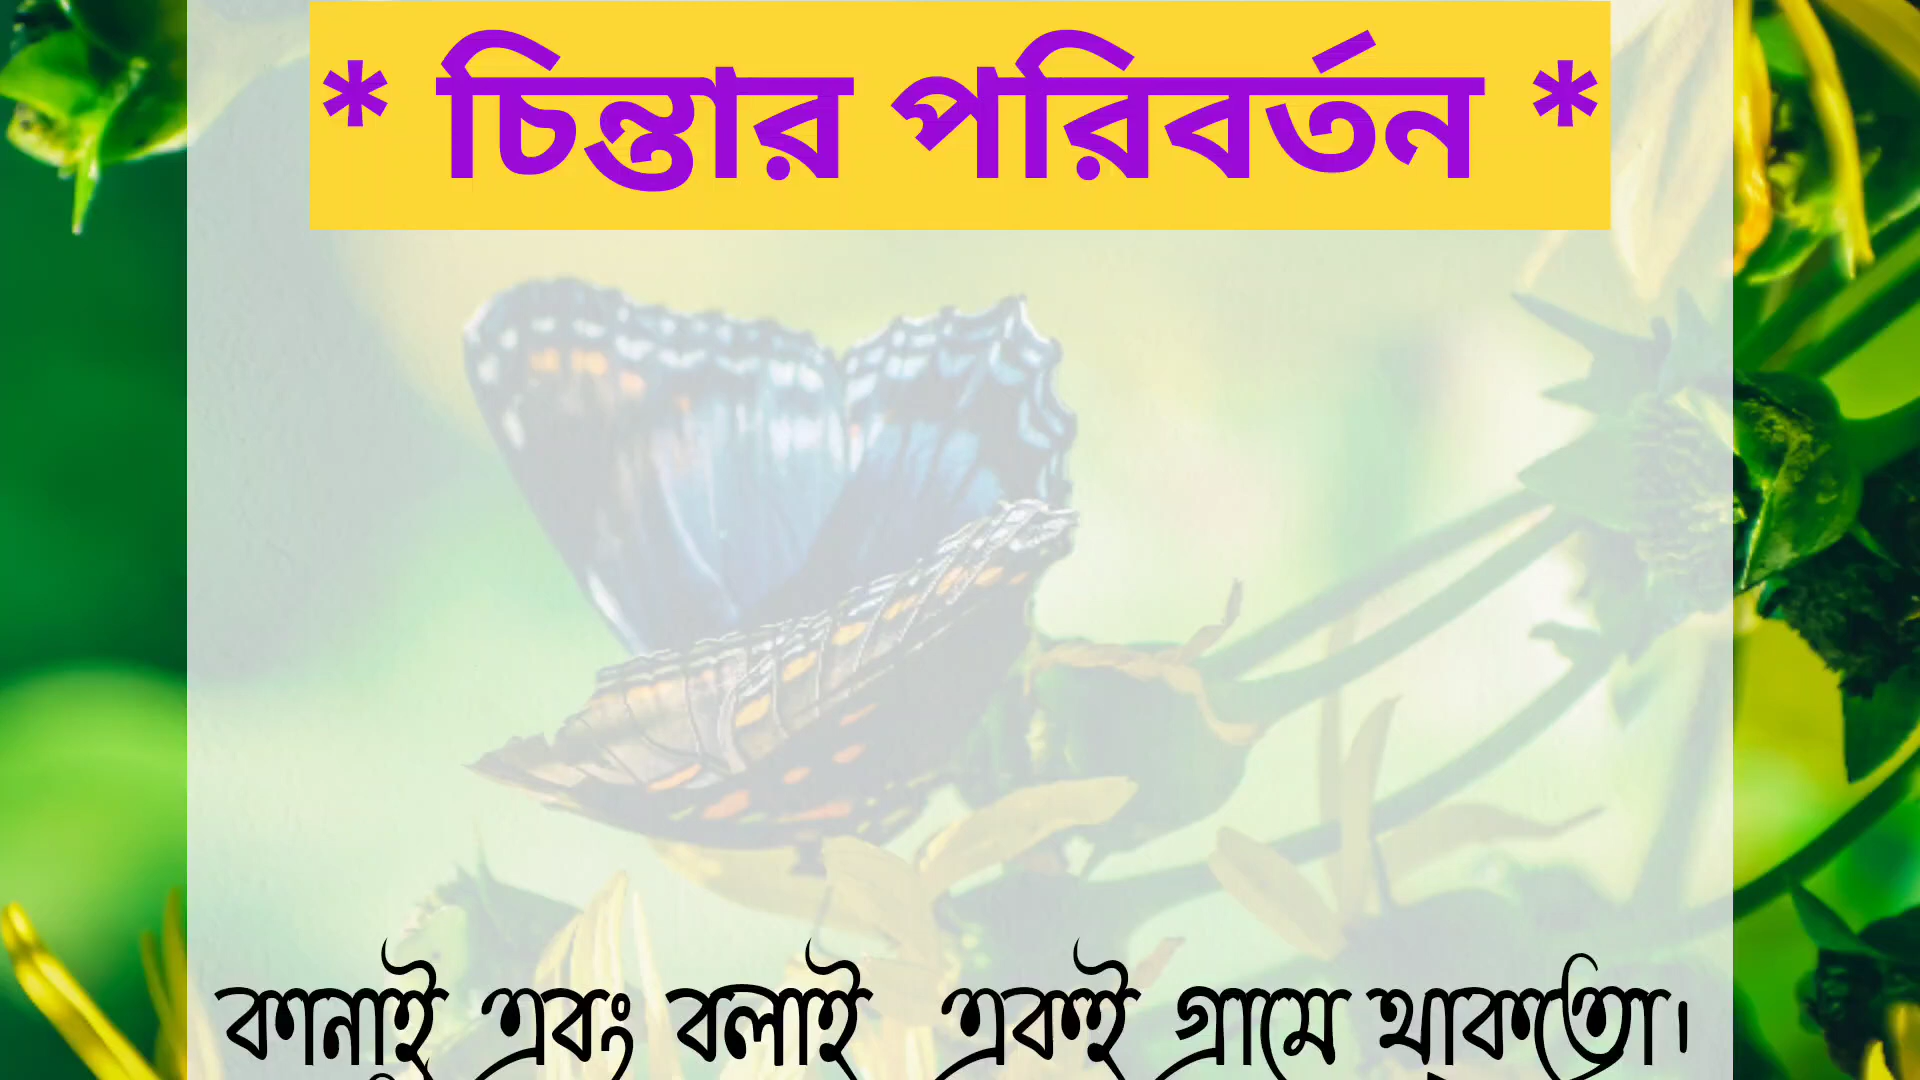 * চিন্তার পরিবর্তন *
কানাই এবং বলাই একই গ্রামে থাকতো।